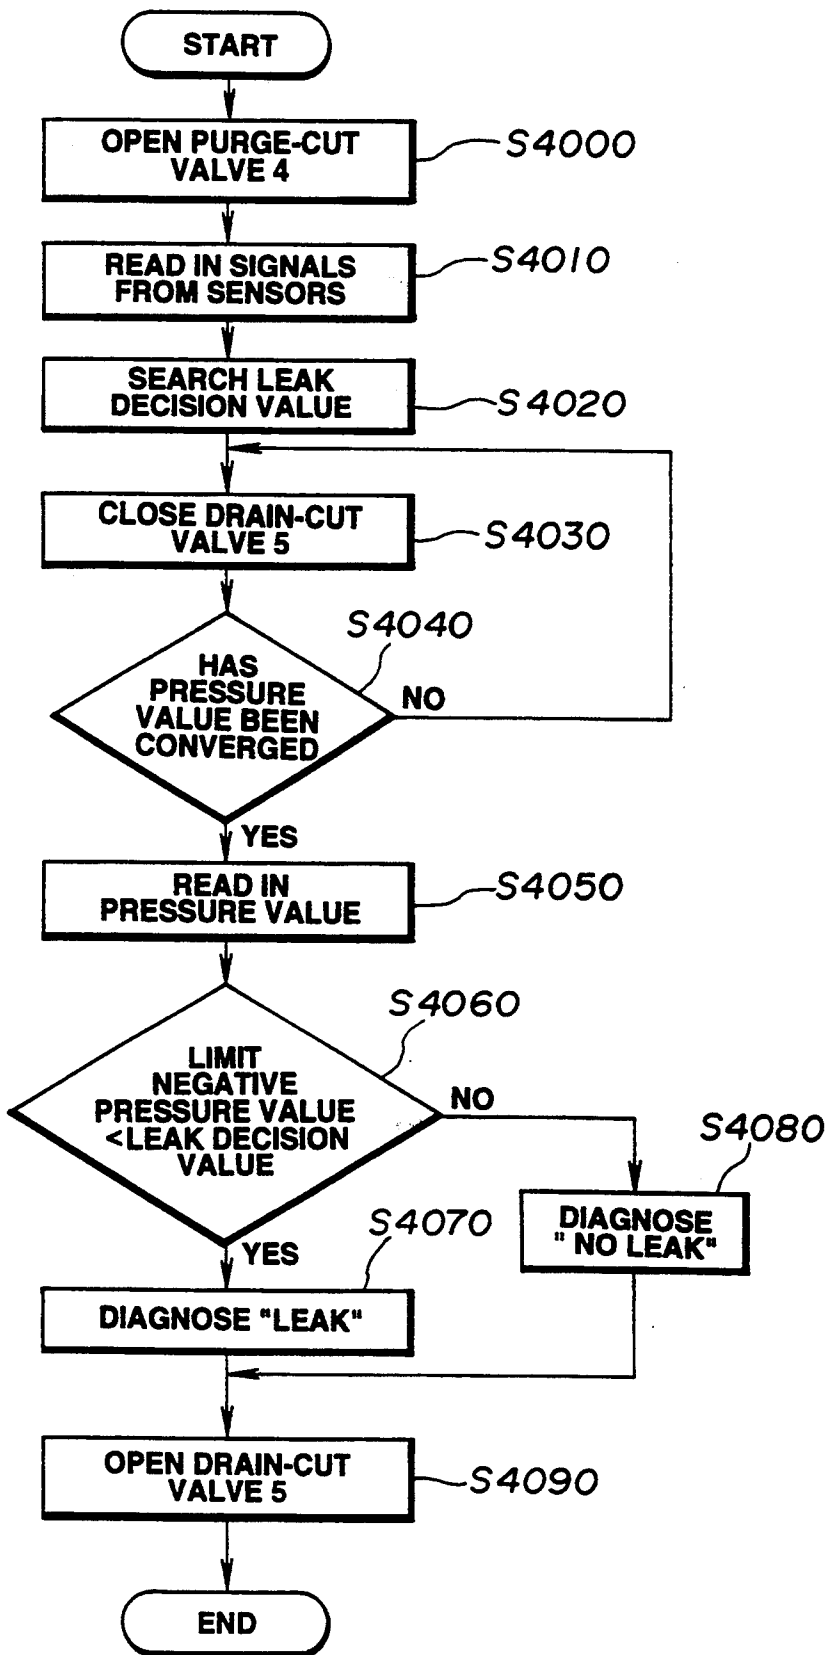 START
OPEN PURGE-CUT
VALVE 4
S4000
READ IN SIGNALS
FROM SENSORS
S4010
SEARCH LEAK
DECISION VALUE
S4020
CLOSE DRAIN-CUT
VALVE 5
S4030
S4040
HAS
PRESSURE
VALUE BEEN
CONVERGED
NO
YES
READ IN
PRESSURE VALUE
S4050
S4060
LIMIT
NEGATIVE
PRESSURE VALUE
<LEAK DECISION
VALUE
NO
S4080
DIAGNOSE
" NO LEAK"
YES
S4070
DIAGNOSE "LEAK"
OPEN DRAIN-CUT
VALVE 5
S4090
END